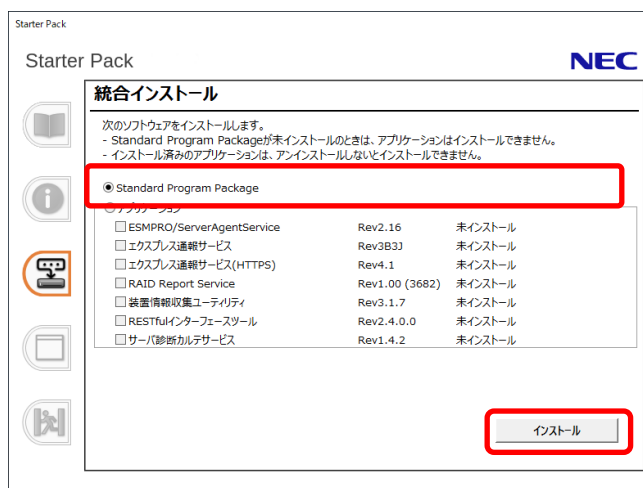 Starter Pack
Starter Pack
NEC
統合インストール
次のソフトウェアをインストールします。
- Standard Program Packageが未インストールのときは、アプリケーションはインストールできません。
- インストール済みのアプリケーションは、アンインストールしないとインストールできません。
Standard Program Package
アプリケーション
ESMPRO/ServerAgentService Rev2.16 未インストール
エクスプレス通報サービス Rev3B3J 未インストール
エクスプレス通報サービス(HTTPS) Rev4.1 未インストール
RAID Report Service Rev1.00 (3682) 未インストール
装置情報収集ユーティリティ Rev3.1.7 未インストール
RESTfulインターフェースツール Rev2.4.0.0 未インストール
サーバ診断カルテサービス Rev1.4.2 未インストール
インストール